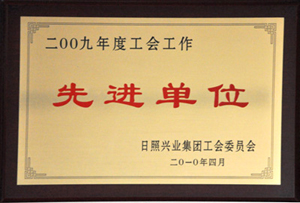 二00九年度工会工作
先进单位
日照兴业集团工会委员会
二0一0年四月